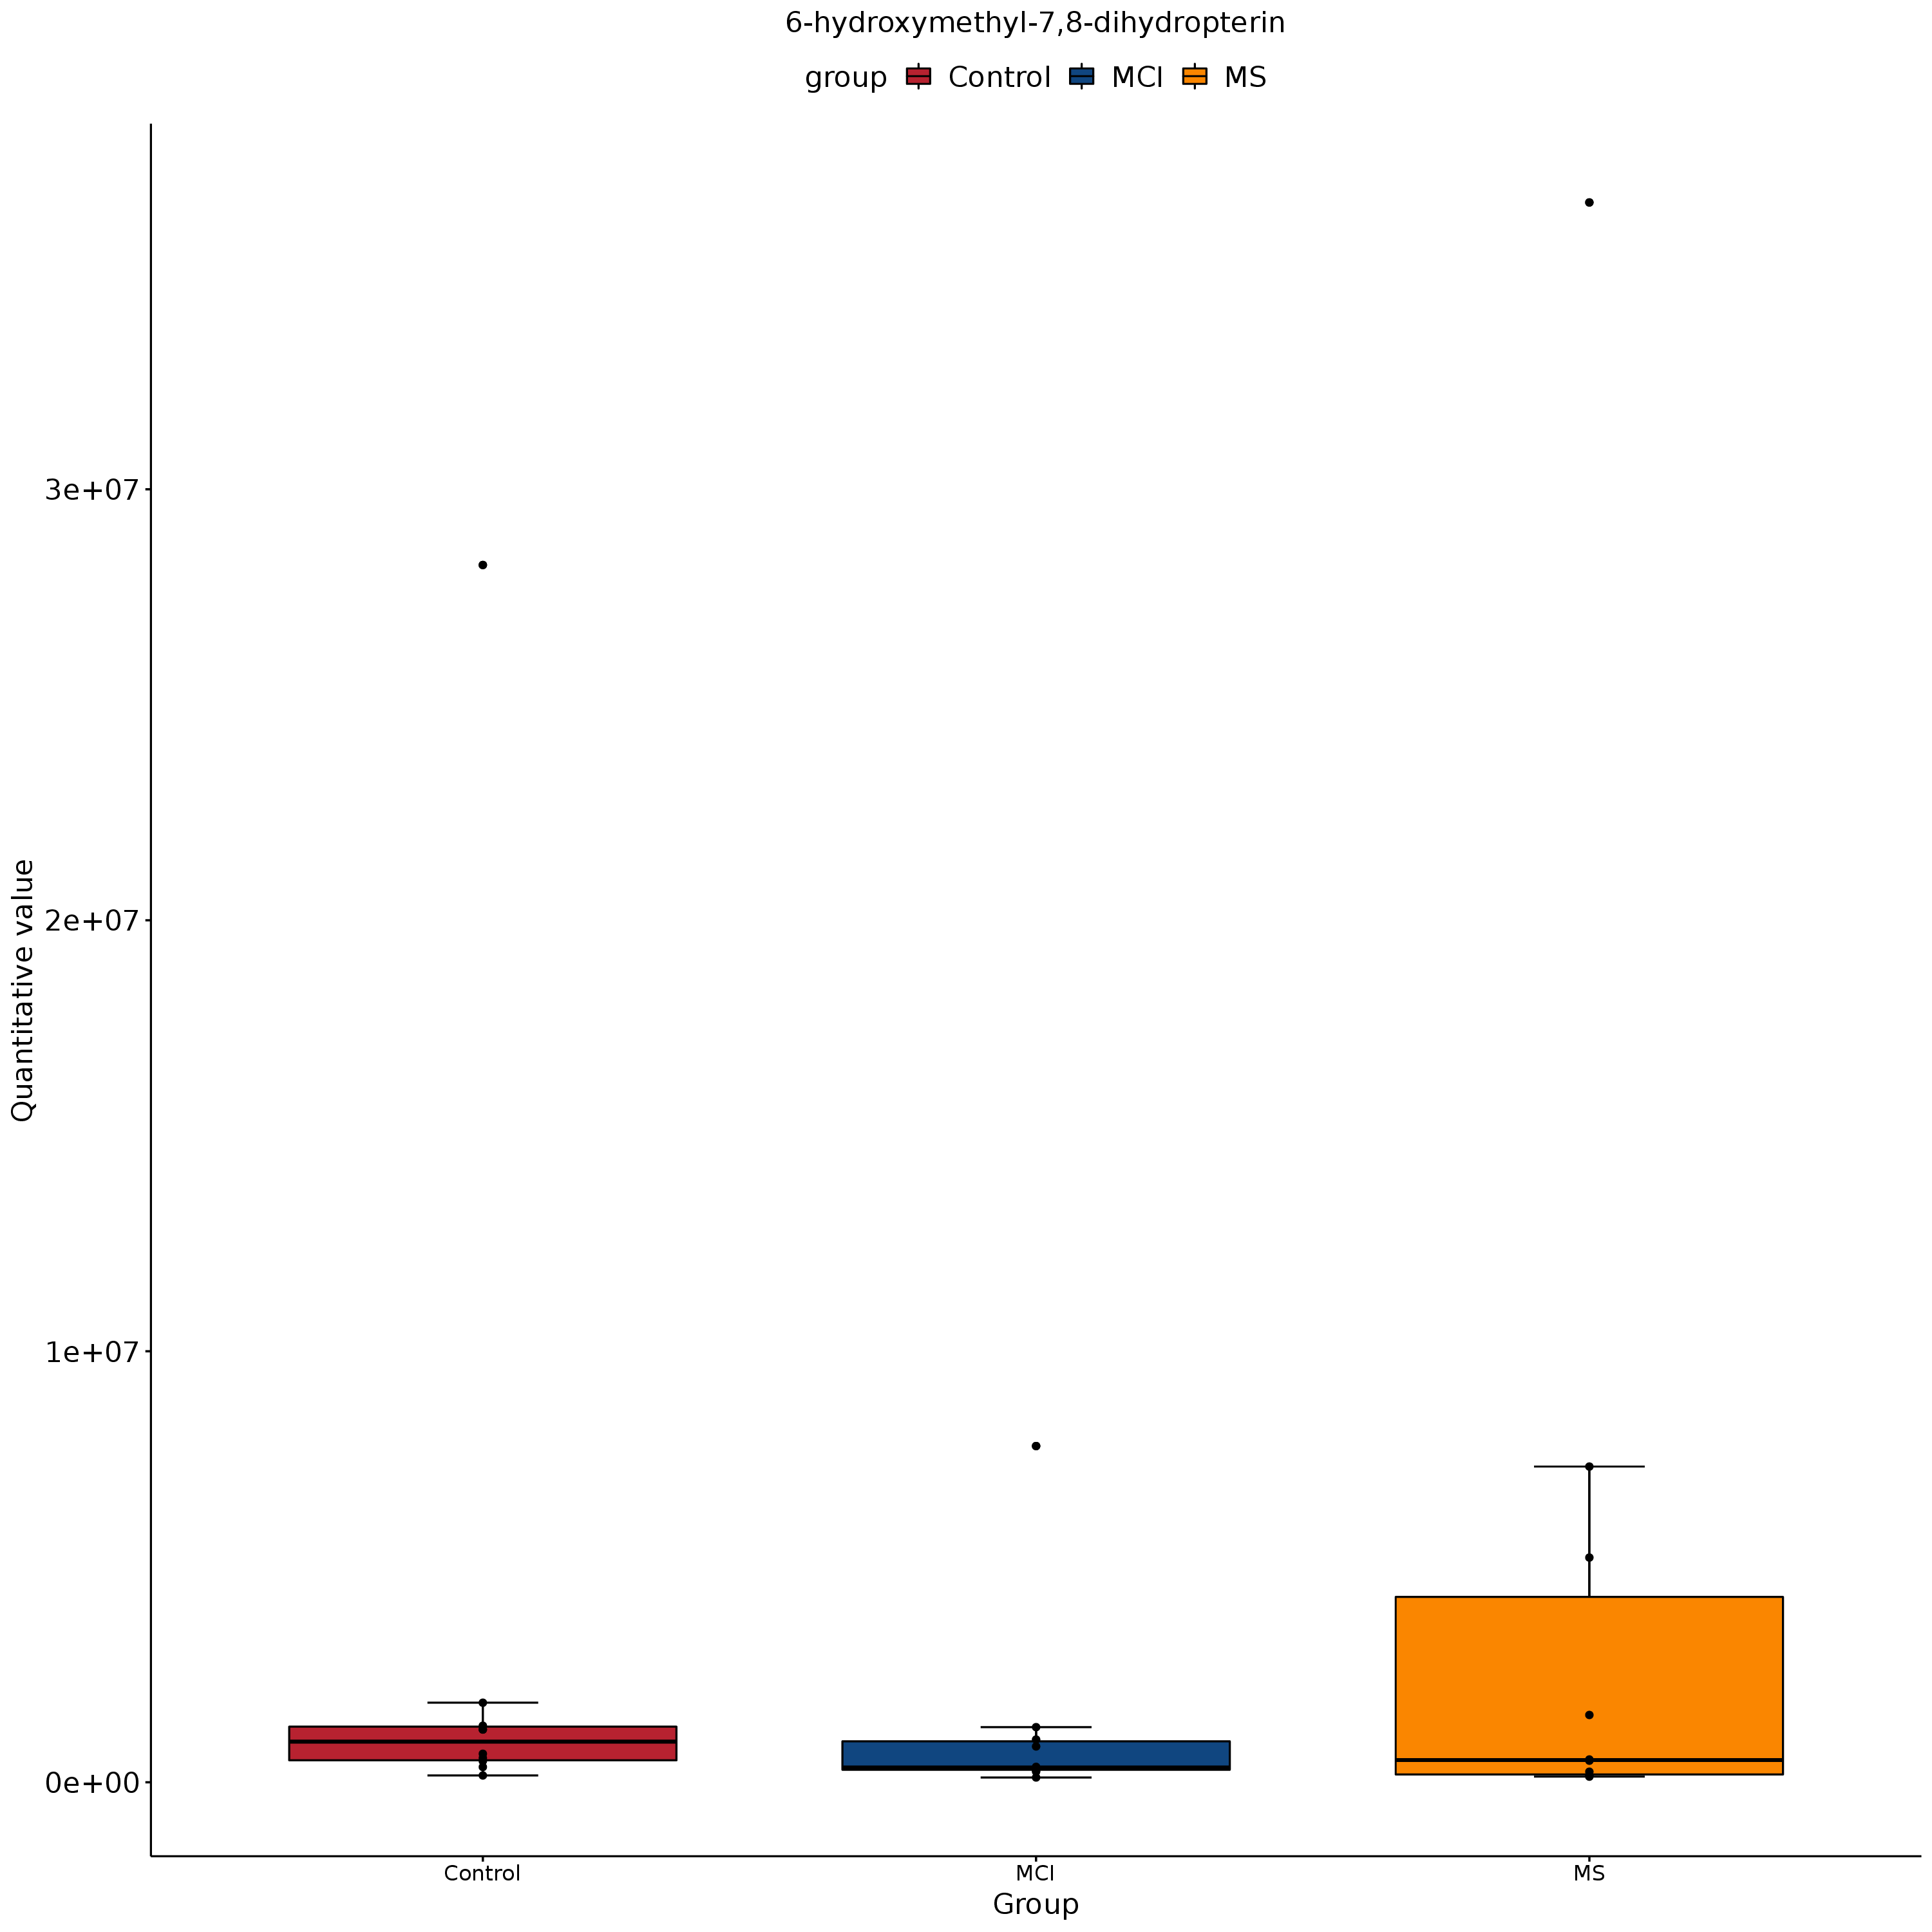 6-hydroxymethyl-7,8-dihydropterin
group Control MCI MS
Quantitative value
3e+07
2e+07
1e+07
0e+00
Control MCI MS
Group